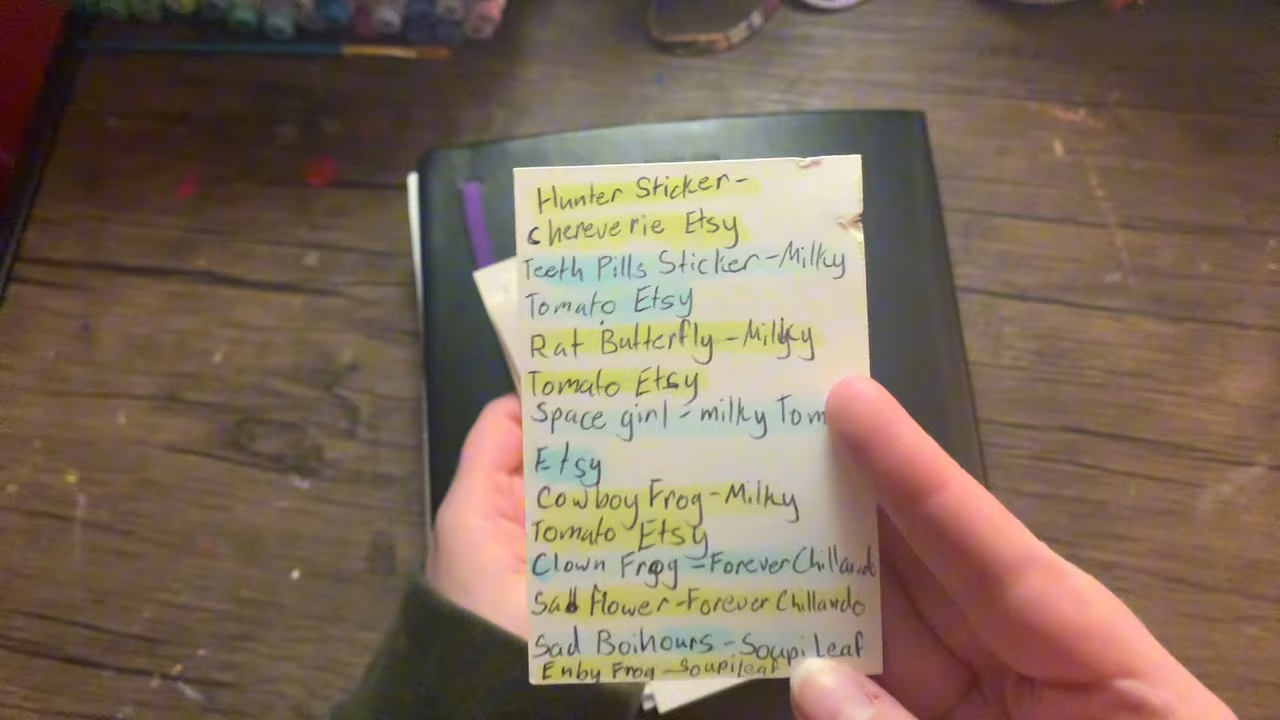 Hunter Sticker-
chereverie Etsy
Teeth Pills Sticker-Milky
Tomato Etsy
Rat Butterfly-Milky
Tomato Etsy
Space girl-milky Tom
Etsy
Cowboy Frog-Milky
Tomato Etsy
Clown Frog-Forever Chillando
Sad Flower-Forever Chillando
Sad Boihours-Soupi Leaf
Enby Frog-Soupileaf